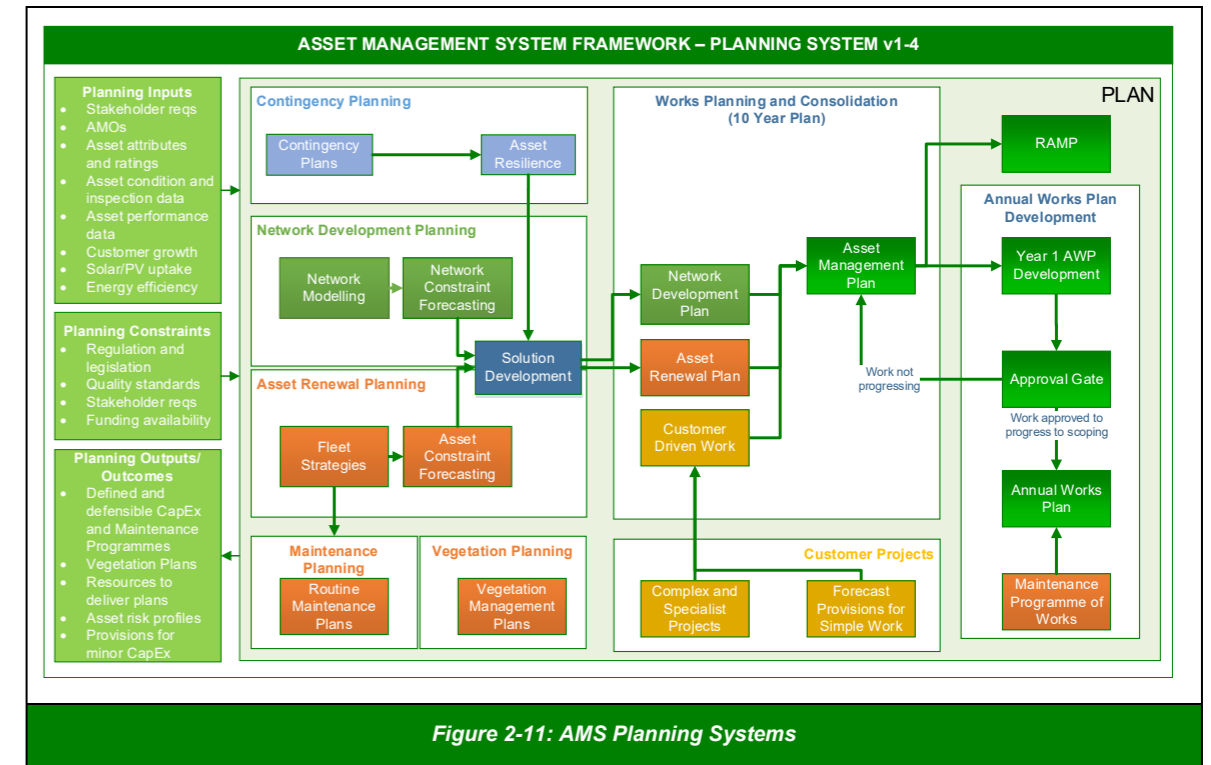 ASSET MANAGEMENT SYSTEM FRAMEWORK – PLANNING SYSTEM v1-4
Planning Inputs
• Stakeholder reqs
• AMOs
• Asset attributes
and ratings
• Asset condition and
inspection data
• Asset performance
data
• Customer growth
• Solar/PV uptake
• Energy efficiency
Planning Constraints
• Regulation and
legislation
• Quality standards
• Stakeholder reqs
• Funding availability
Planning Outputs/
Outcomes
• Defined and
defensible CapEx
and Maintenance
Programmes
• Vegetation Plans
• Resources to
deliver plans
• Asset risk profiles
• Provisions for
minor CapEx
PLAN
Contingency Planning
Contingency
Plans
Asset
Resilience
Network Development Planning
Network
Modelling
Network
Constraint
Forecasting
Solution
Development
Asset Renewal Planning
Fleet
Strategies
Asset
Constraint
Forecasting
Maintenance
Planning
Routine
Maintenance
Plans
Vegetation Planning
Vegetation
Management
Plans
Works Planning and Consolidation
(10 Year Plan)
Network
Development
Plan
Asset
Renewal Plan
Customer
Driven Work
Asset
Management
Plan
Work not
progressing
Customer Projects
Complex and
Specialist
Projects
Forecast
Provisions for
Simple Work
RAMP
Annual Works Plan
Development
Year 1 AWP
Development
Approval Gate
Work approved to
progress to scoping
Annual Works
Plan
Maintenance
Programme of
Works
Figure 2-11: AMS Planning Systems